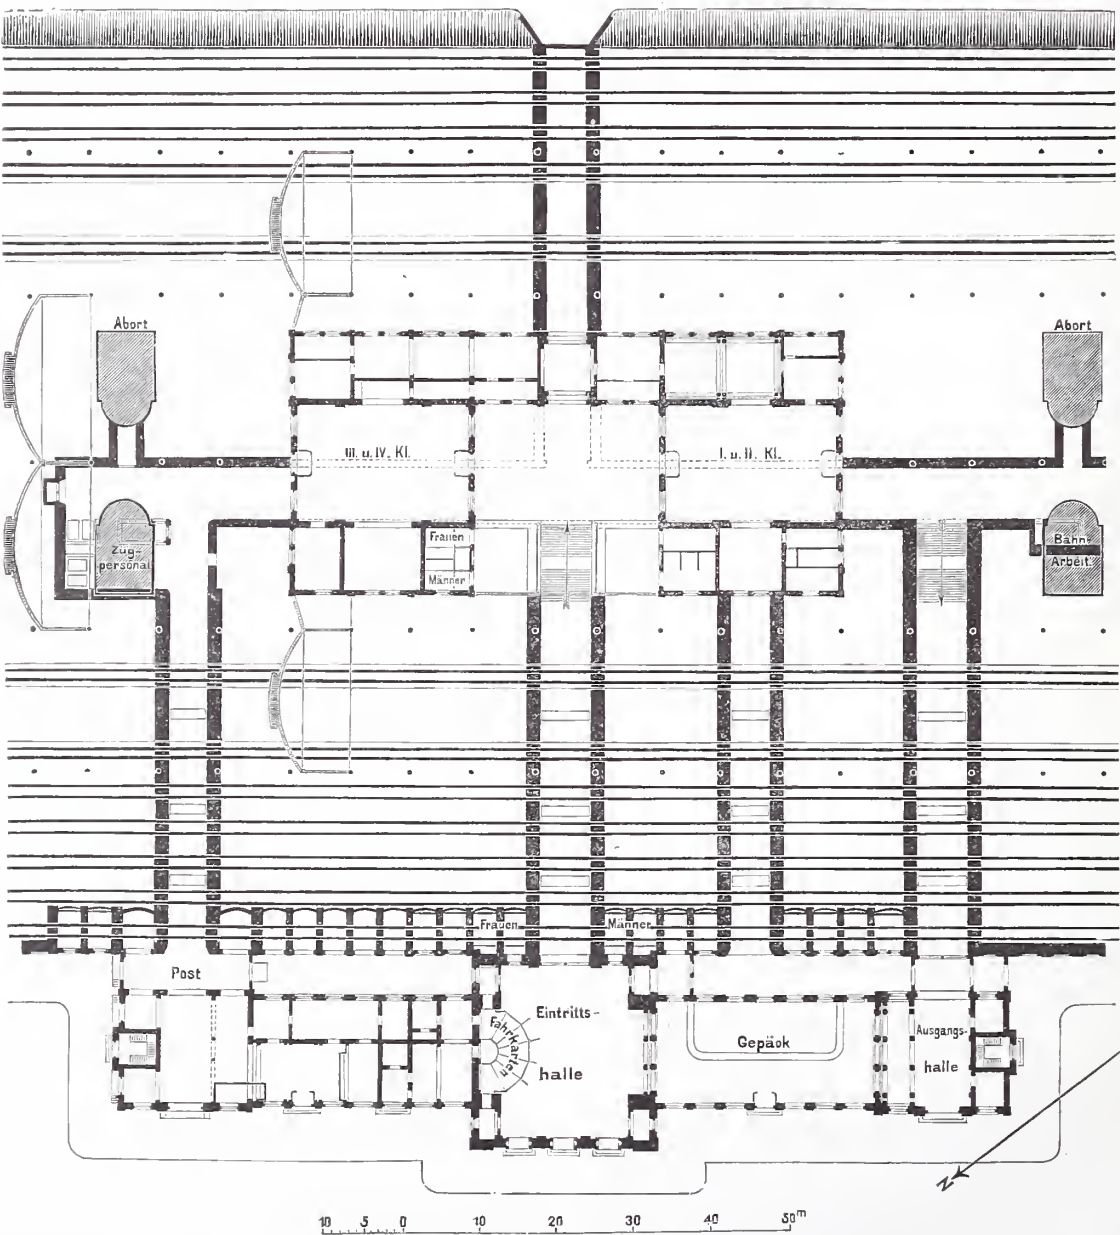 Abort
Abort
III. u. IV. Kl.
I. u. II. Kl.
Frauen
Männer
Zug-
personal
Bahn-
Arbeit.
Frauen
Männer
Post
Eintritts-
halle
Fahrkarten
Gepäck
Ausgangs-
halle
N
10 5 0 10 20 30 40 50m